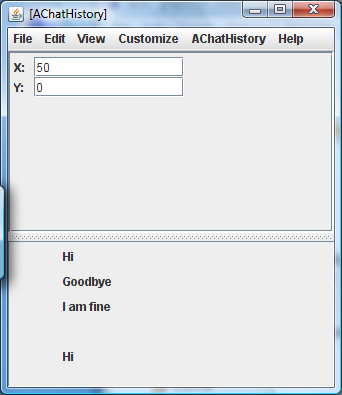 [AChatHistory]
File Edit View Customize AChatHistory Help
X: 50
Y: 0
Hi
Goodbye
I am fine
Hi